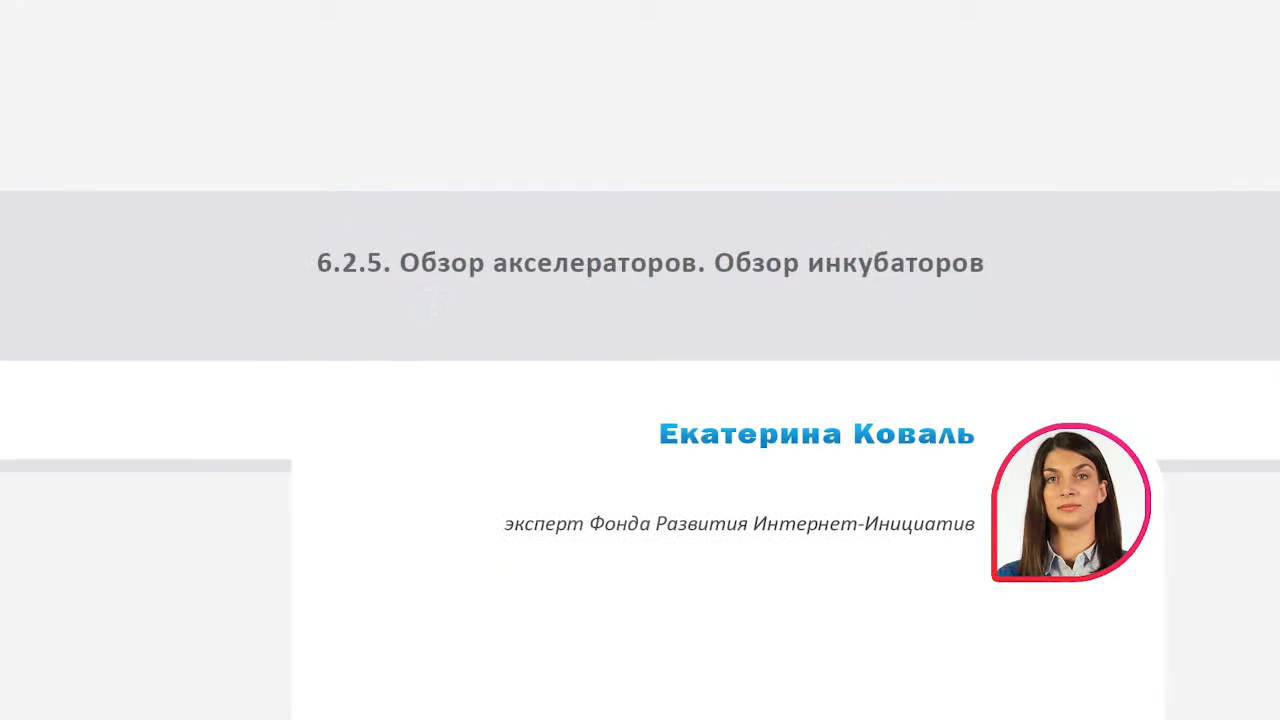 6.2.5. Обзор акселераторов. Обзор инкубаторов
Екатерина Коваль
эксперт Фонда Развития Интернет-Инициатив